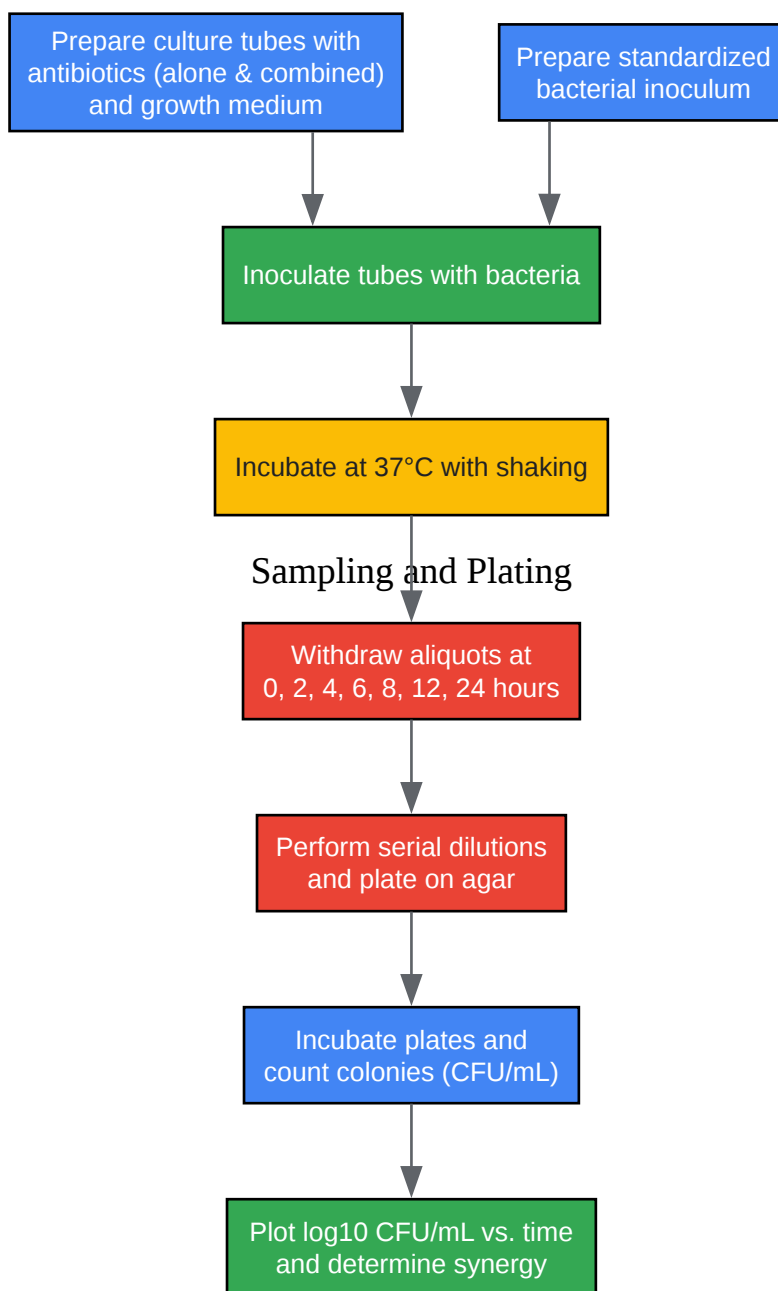 Prepare culture tubes with
antibiotics (alone & combined)
and growth medium
Prepare standardized
bacterial inoculum
Inoculate tubes with bacteria
Incubate at 37°C with shaking
Sampling and Plating
Withdraw aliquots at
0, 2, 4, 6, 8, 12, 24 hours
Perform serial dilutions
and plate on agar
Incubate plates and
count colonies (CFU/mL)
Plot log10 CFU/mL vs. time
and determine synergy